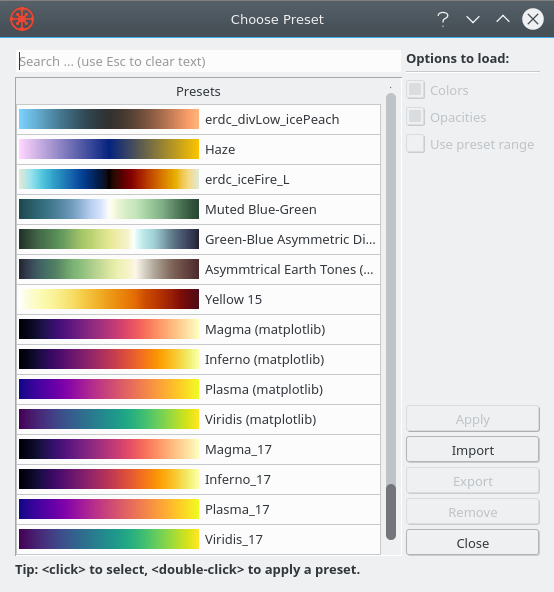 Choose Preset
Search ... (use Esc to clear text)
Options to load:
Presets
Colors
Opacities
Use preset range
erdc_divLow_icePeach
Haze
erdc_iceFire_L
Muted Blue-Green
Green-Blue Asymmetric Di...
Asymmtrical Earth Tones (...
Yellow 15
Magma (matplotlib)
Inferno (matplotlib)
Plasma (matplotlib)
Viridis (matplotlib)
Magma_17
Inferno_17
Plasma_17
Viridis_17
Apply
Import
Export
Remove
Close
Tip: <click> to select, <double-click> to apply a preset.